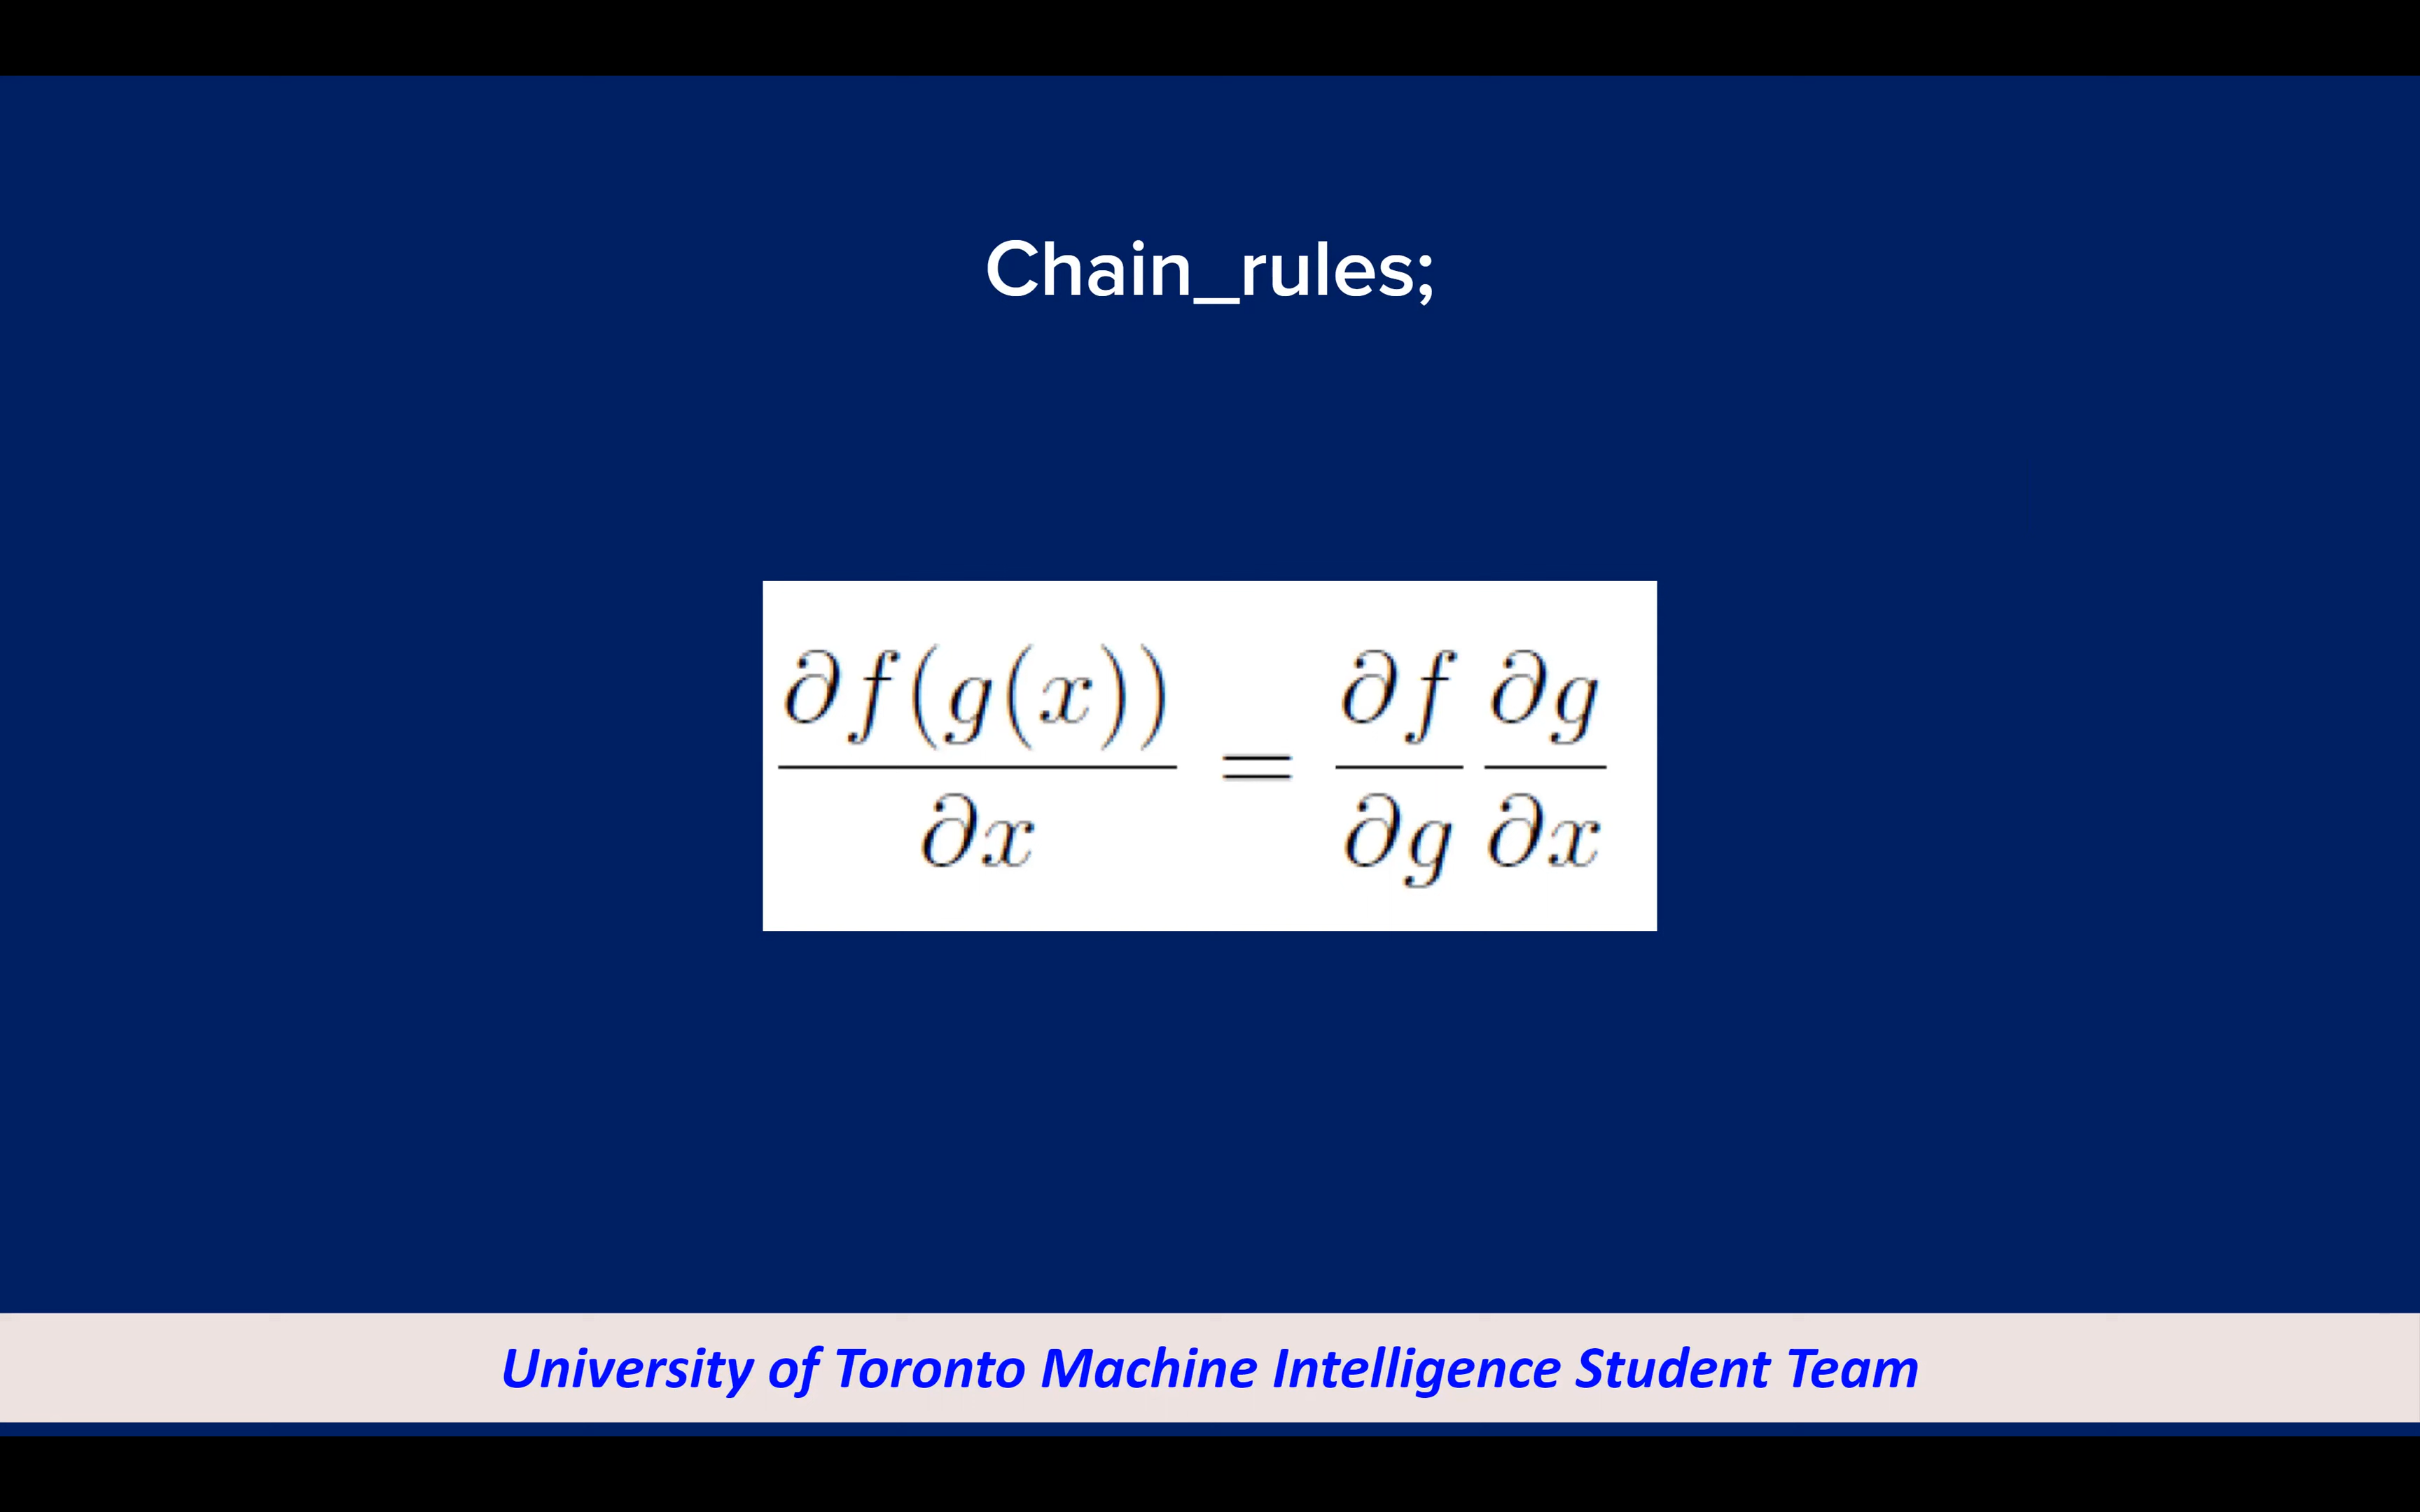 Chain_rules;
∂f(g(x))/∂x = ∂f/∂g ∂g/∂x
University of Toronto Machine Intelligence Student Team